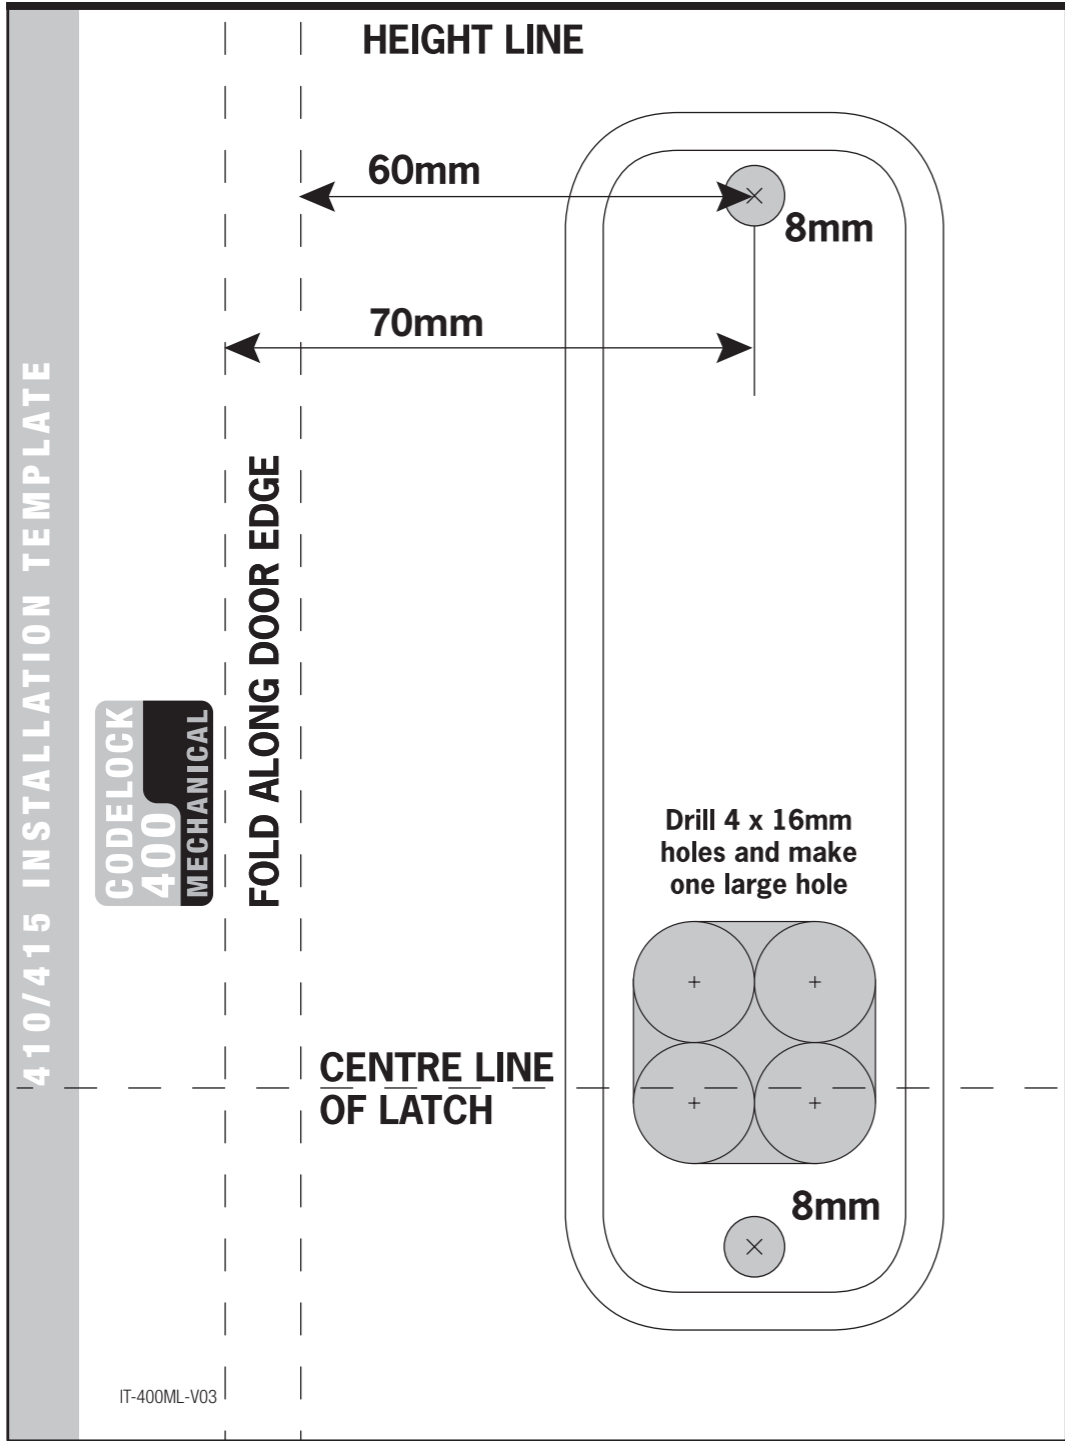 HEIGHT LINE
60mm
8mm
70mm
410/415 INSTALLATION TEMPLATE
FOLD ALONG DOOR EDGE
CODELOCK
400
MECHANICAL
Drill 4 x 16mm
holes and make
one large hole
CENTRE LINE
OF LATCH
8mm
IT-400ML-V03